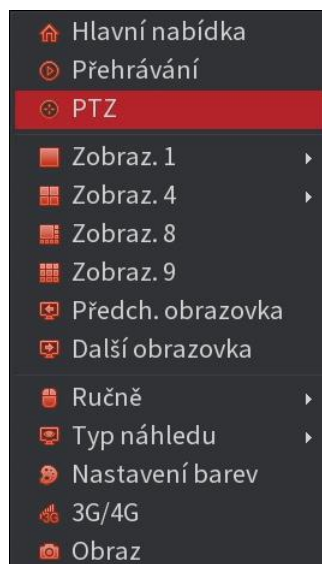 Hlavní nabídka
Přehrávání
PTZ
Zobraz. 1
Zobraz. 4
Zobraz. 8
Zobraz. 9
Předch. obrazovka
Další obrazovka
Ručně
Typ náhledu
Nastavení barev
3G/4G
Obraz